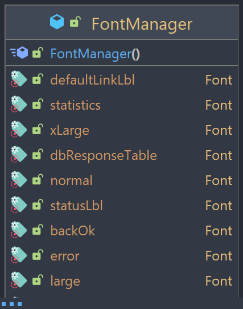 FontManager
FontManager()
defaultLinkLbl Font
statistics Font
xLarge Font
dbResponseTable Font
normal Font
statusLbl Font
backOk Font
error Font
large Font